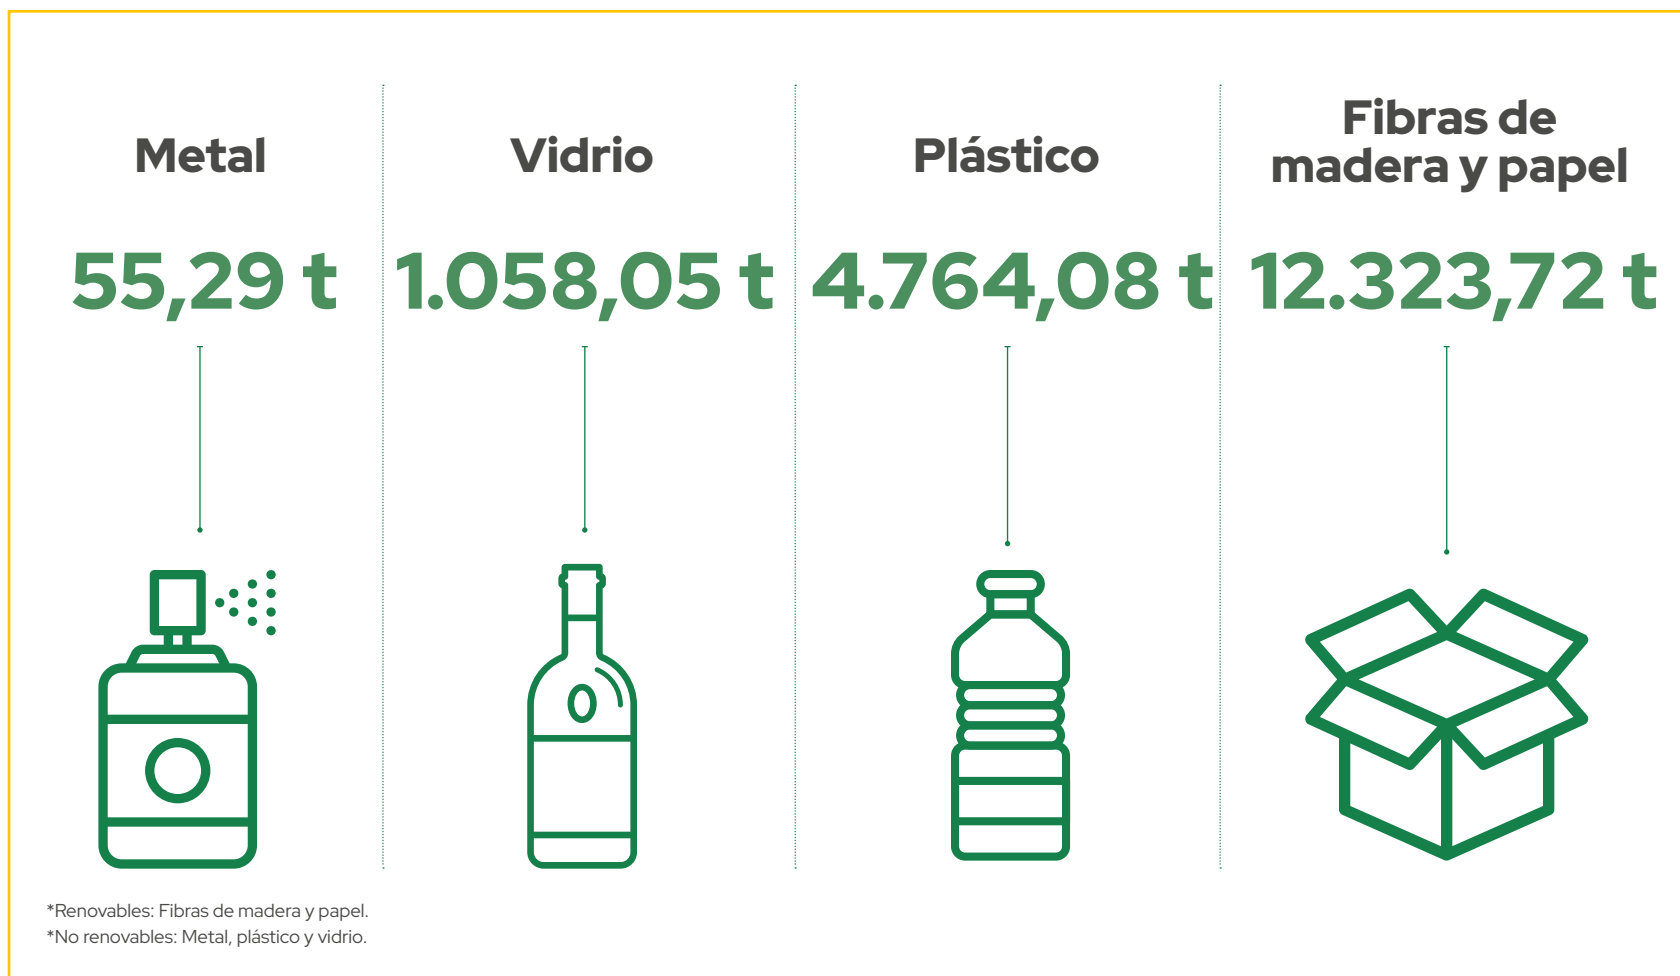 Metal
55,29 t
Vidrio
1.058,05 t
Plástico
4.764,08 t
Fibras de
madera y papel
12.323,72 t
*Renovables: Fibras de madera y papel.
*No renovables: Metal, plástico y vidrio.